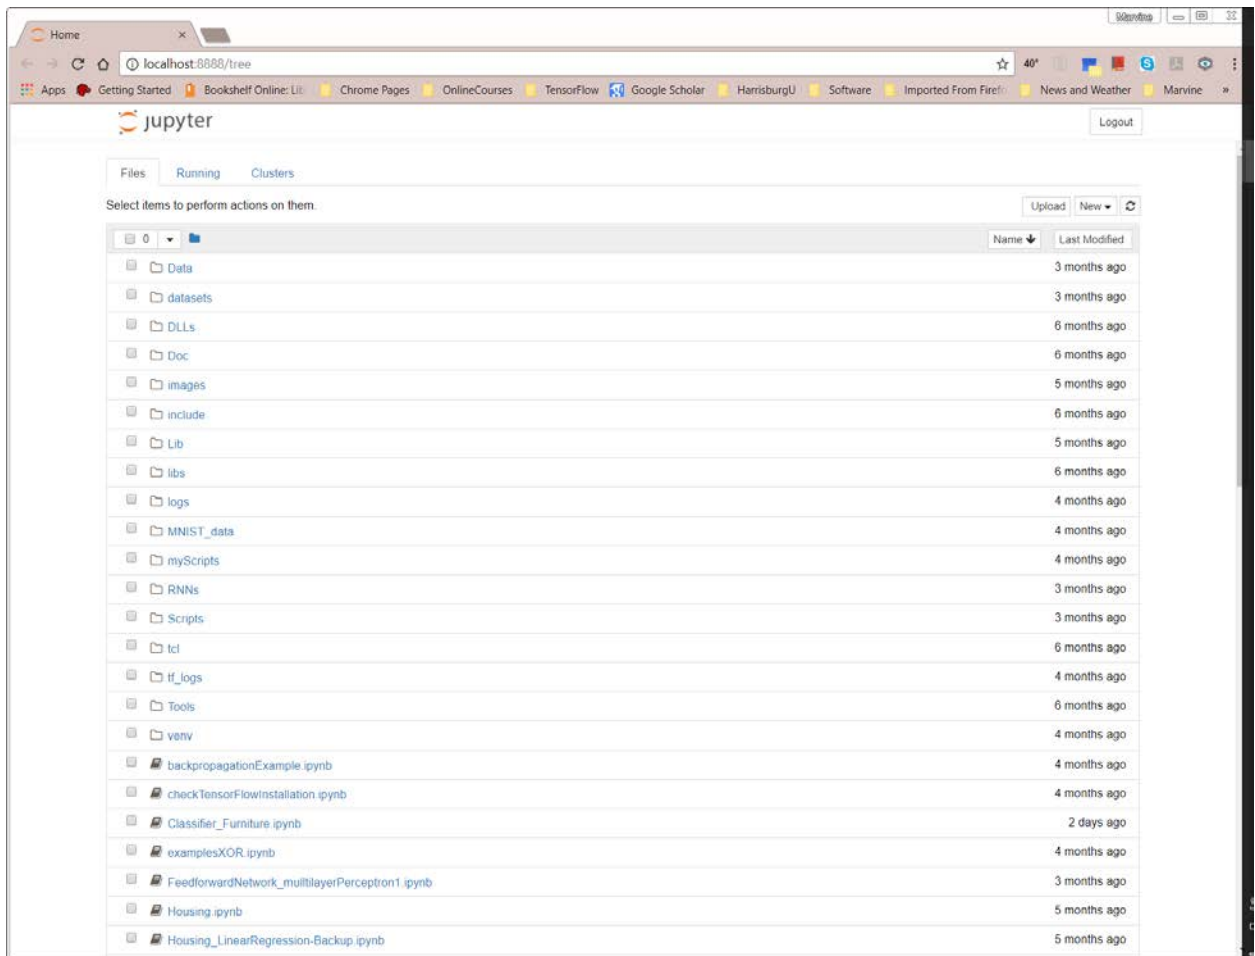 Marvine
Home
localhost:8888/tree 40°
Apps Getting Started Bookshelf Online: Lit Chrome Pages OnlineCourses TensorFlow Google Scholar HarrisburgU Software Imported From Firefo News and Weather Marvine »
jupyter Logout
Files Running Clusters
Select items to perform actions on them. Upload New
0 Name Last Modified
Data 3 months ago
datasets 3 months ago
DLLs 6 months ago
Doc 6 months ago
images 5 months ago
include 6 months ago
Lib 5 months ago
libs 6 months ago
logs 4 months ago
MNIST_data 4 months ago
myScripts 4 months ago
RNNs 3 months ago
Scripts 3 months ago
tcl 6 months ago
tf_logs 4 months ago
Tools 6 months ago
venv 4 months ago
backpropagationExample.ipynb 4 months ago
checkTensorFlowInstallation.ipynb 4 months ago
Classifier_Furniture.ipynb 2 days ago
examplesXOR.ipynb 4 months ago
FeedforwardNetwork_muiltilayerPerceptron1.ipynb 3 months ago
Housing.ipynb 5 months ago
Housing_LinearRegression-Backup.ipynb 5 months ago